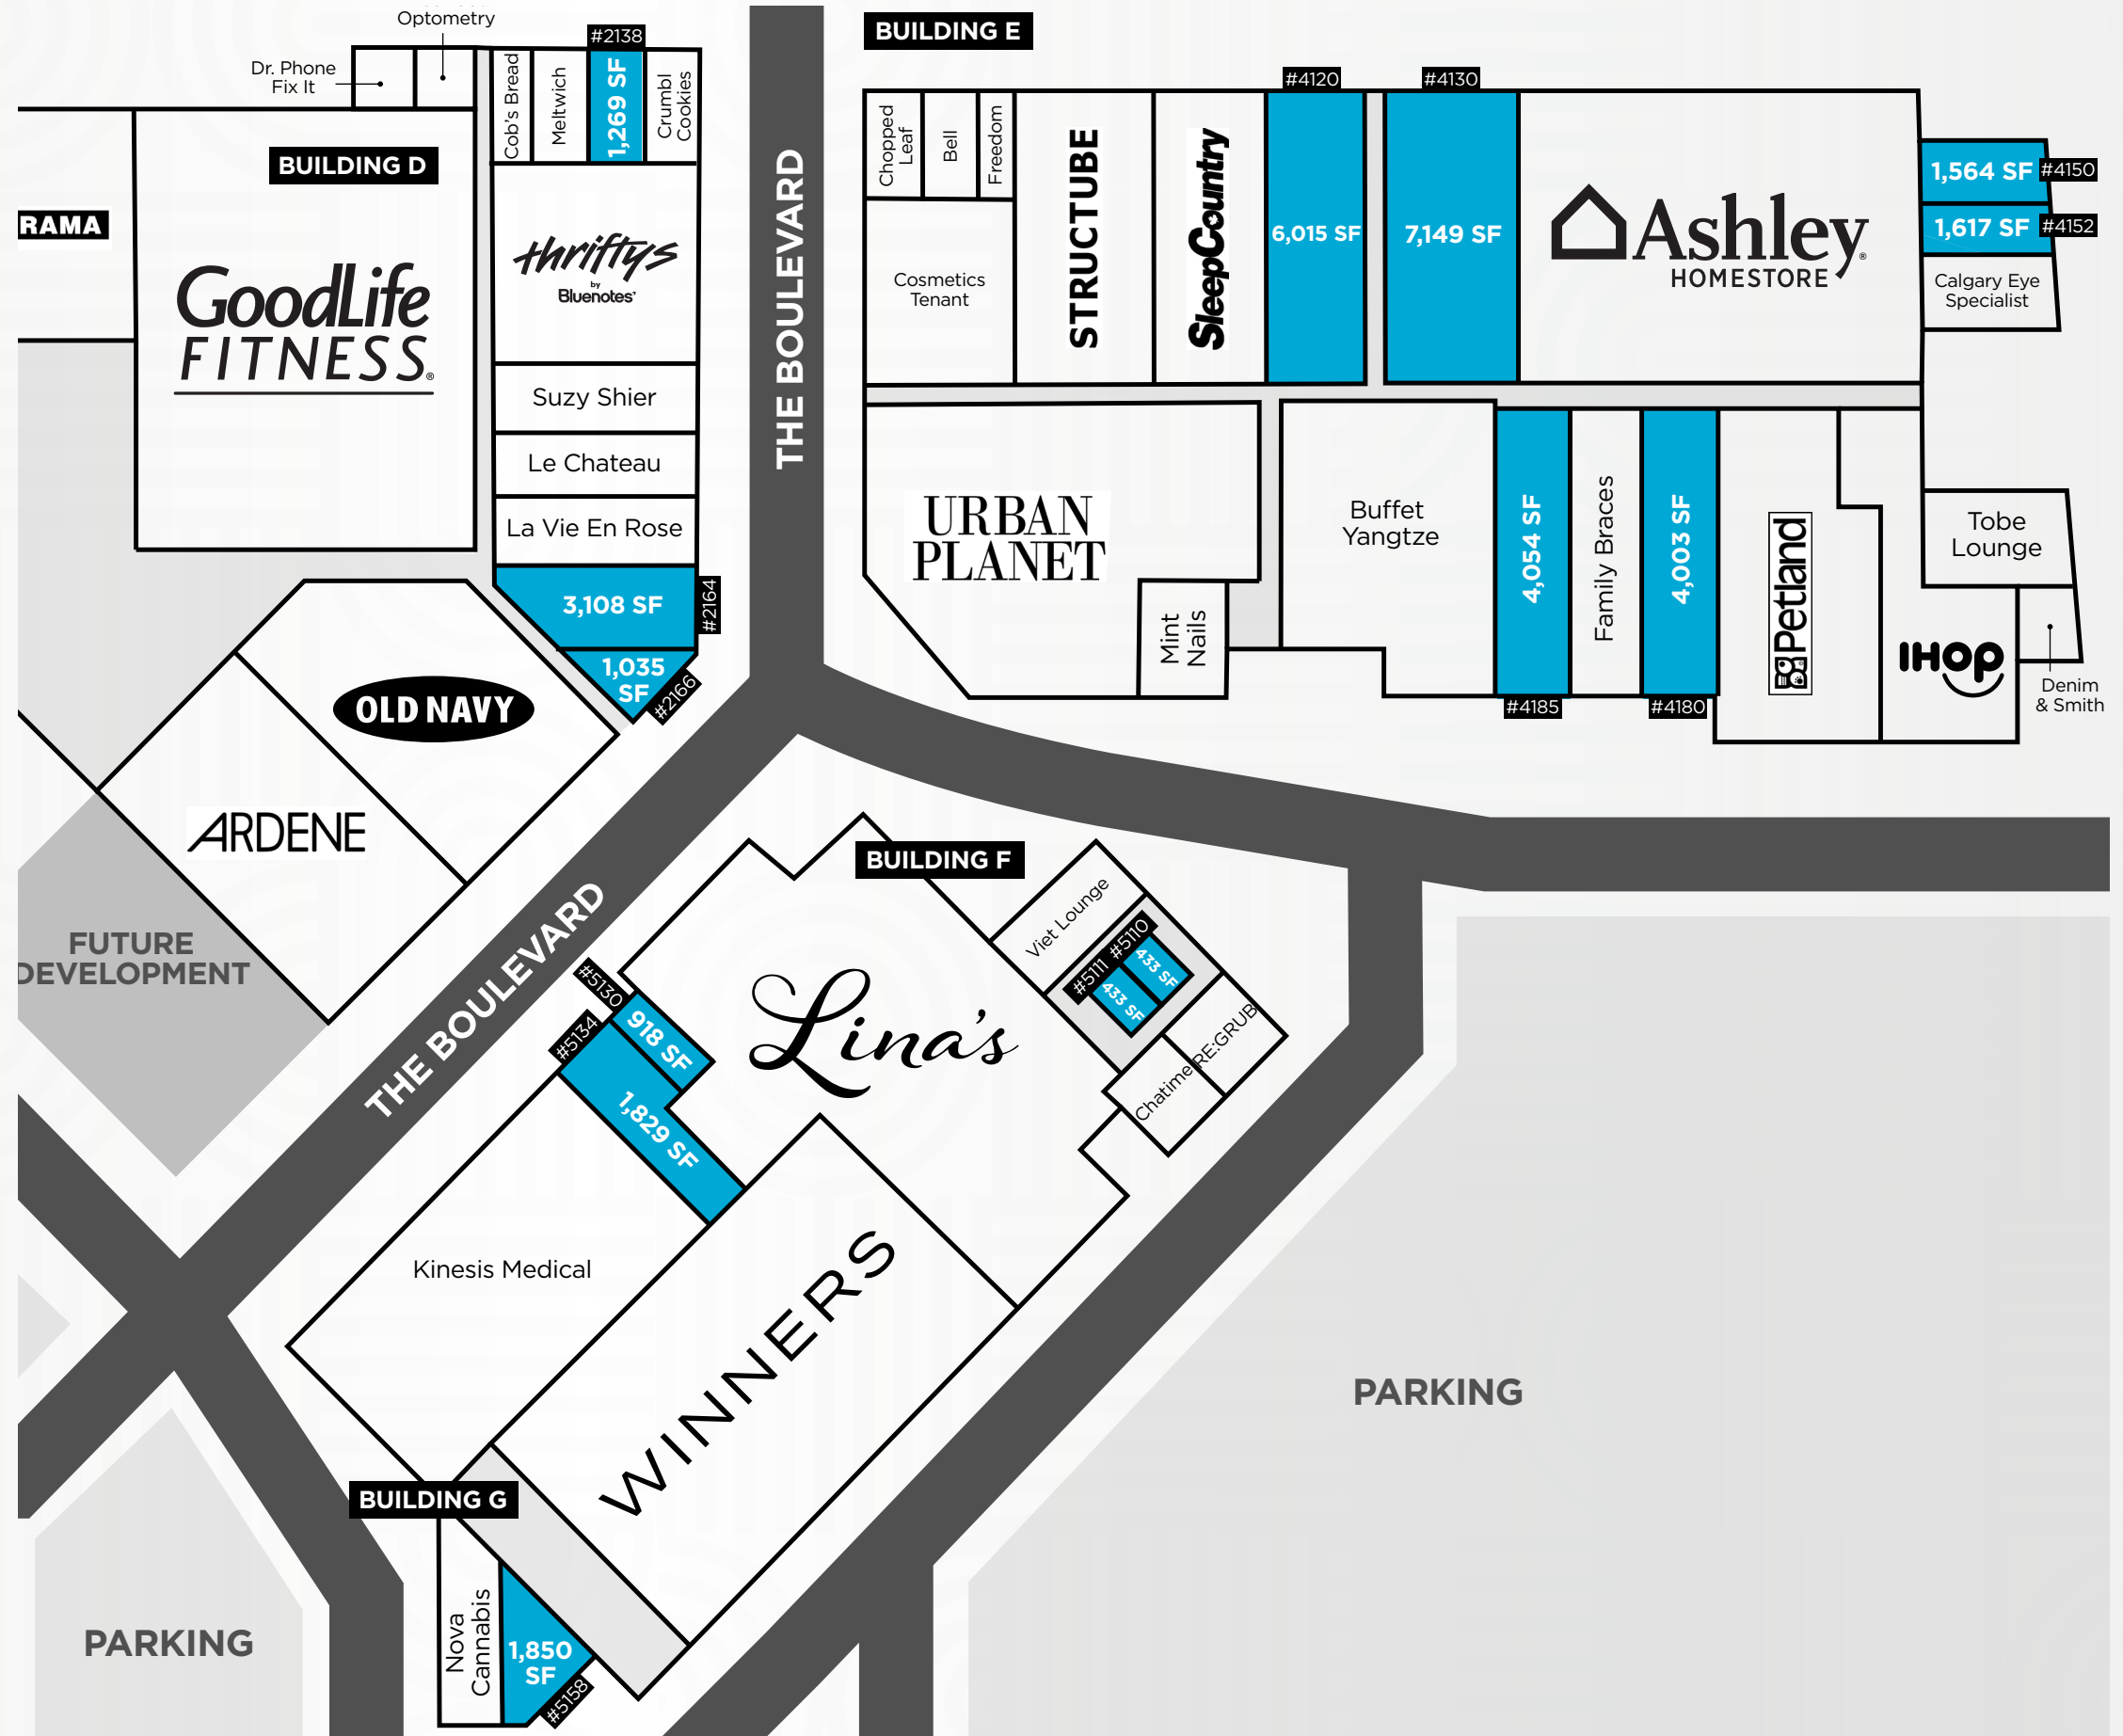 Optometry
Dr. Phone
Fix It
#2138
Cob's Bread
Meltwich
1,269 SF
Crumbl
Cookies
BUILDING D
RAMA
GoodLife
FITNESS®
thriftys
by
Bluenotes
Suzy Shier
Le Chateau
La Vie En Rose
3,108 SF
#2164
1,035
SF
#2166
OLD NAVY
ARDENE
FUTURE
DEVELOPMENT
THE BOULEVARD
THE BOULEVARD
BUILDING E
Chopped
Leaf
Bell
Freedom
Cosmetics
Tenant
STRUCTUBE
SleepCountry
#4120
6,015 SF
#4130
7,149 SF
Ashley®
HOMESTORE
1,564 SF
#4150
1,617 SF
#4152
Calgary Eye
Specialist
URBAN
PLANET
Mint
Nails
Buffet
Yangtze
4,054 SF
#4185
Family Braces
4,003 SF
#4180
Petland
IHOP
Tobe
Lounge
Denim
& Smith
BUILDING F
Viet Lounge
#5111
#5110
433 SF
433 SF
RE:GRUB
Chatime
Lina's
#5130
918 SF
#5134
1,829 SF
Kinesis Medical
WINNERS
BUILDING G
Nova
Cannabis
1,850
SF
#5158
PARKING
PARKING